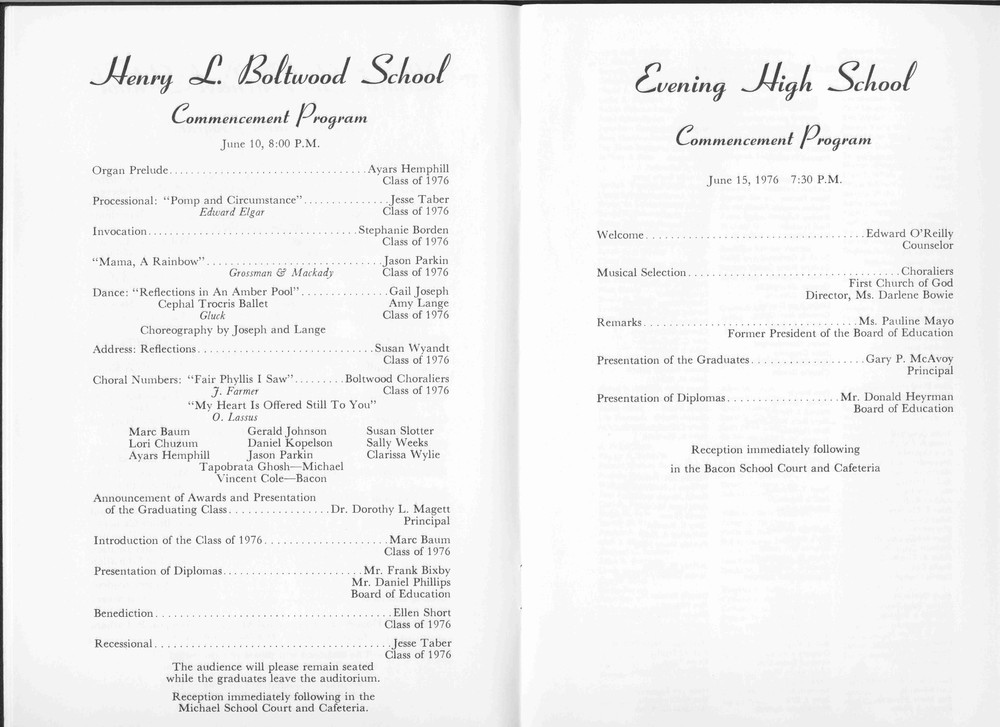 Henry L. Boltwood School
Commencement Program
June 10, 8:00 P.M.
Organ Prelude..................................Ayars Hemphill
Class of 1976
Processional: "Pomp and Circumstance"...............Jesse Taber
Edward Elgar Class of 1976
Invocation...................................Stephanie Borden
Class of 1976
"Mama, A Rainbow"..............................Jason Parkin
Grossman & Mackady Class of 1976
Dance: "Reflections in An Amber Pool"...............Gail Joseph
Cephal Trocris Ballet Amy Lange
Gluck Class of 1976
Choreography by Joseph and Lange
Address: Reflections..............................Susan Wyandt
Class of 1976
Choral Numbers: "Fair Phyllis I Saw".........Boltwood Choraliers
J. Farmer Class of 1976
"My Heart Is Offered Still To You"
O. Lassus
Marc Baum Gerald Johnson Susan Slotter
Lori Chuzum Daniel Kopelson Sally Weeks
Ayars Hemphill Jason Parkin Clarissa Wylie
Tapobrata Ghosh—Michael
Vincent Cole—Bacon
Announcement of Awards and Presentation
of the Graduating Class.................Dr. Dorothy L. Magett
Principal
Introduction of the Class of 1976.....................Marc Baum
Class of 1976
Presentation of Diplomas........................Mr. Frank Bixby
Mr. Daniel Phillips
Board of Education
Benediction........................................Ellen Short
Class of 1976
Recessional........................................Jesse Taber
Class of 1976
The audience will please remain seated
while the graduates leave the auditorium.
Reception immediately following in the
Michael School Court and Cafeteria.
Evening High School
Commencement Program
June 15, 1976 7:30 P.M.
Welcome.....................................Edward O'Reilly
Counselor
Musical Selection....................................Choraliers
First Church of God
Director, Ms. Darlene Bowie
Remarks....................................Ms. Pauline Mayo
Former President of the Board of Education
Presentation of the Graduates...................Gary P. McAvoy
Principal
Presentation of Diplomas...................Mr. Donald Heyrman
Board of Education
Reception immediately following
in the Bacon School Court and Cafeteria